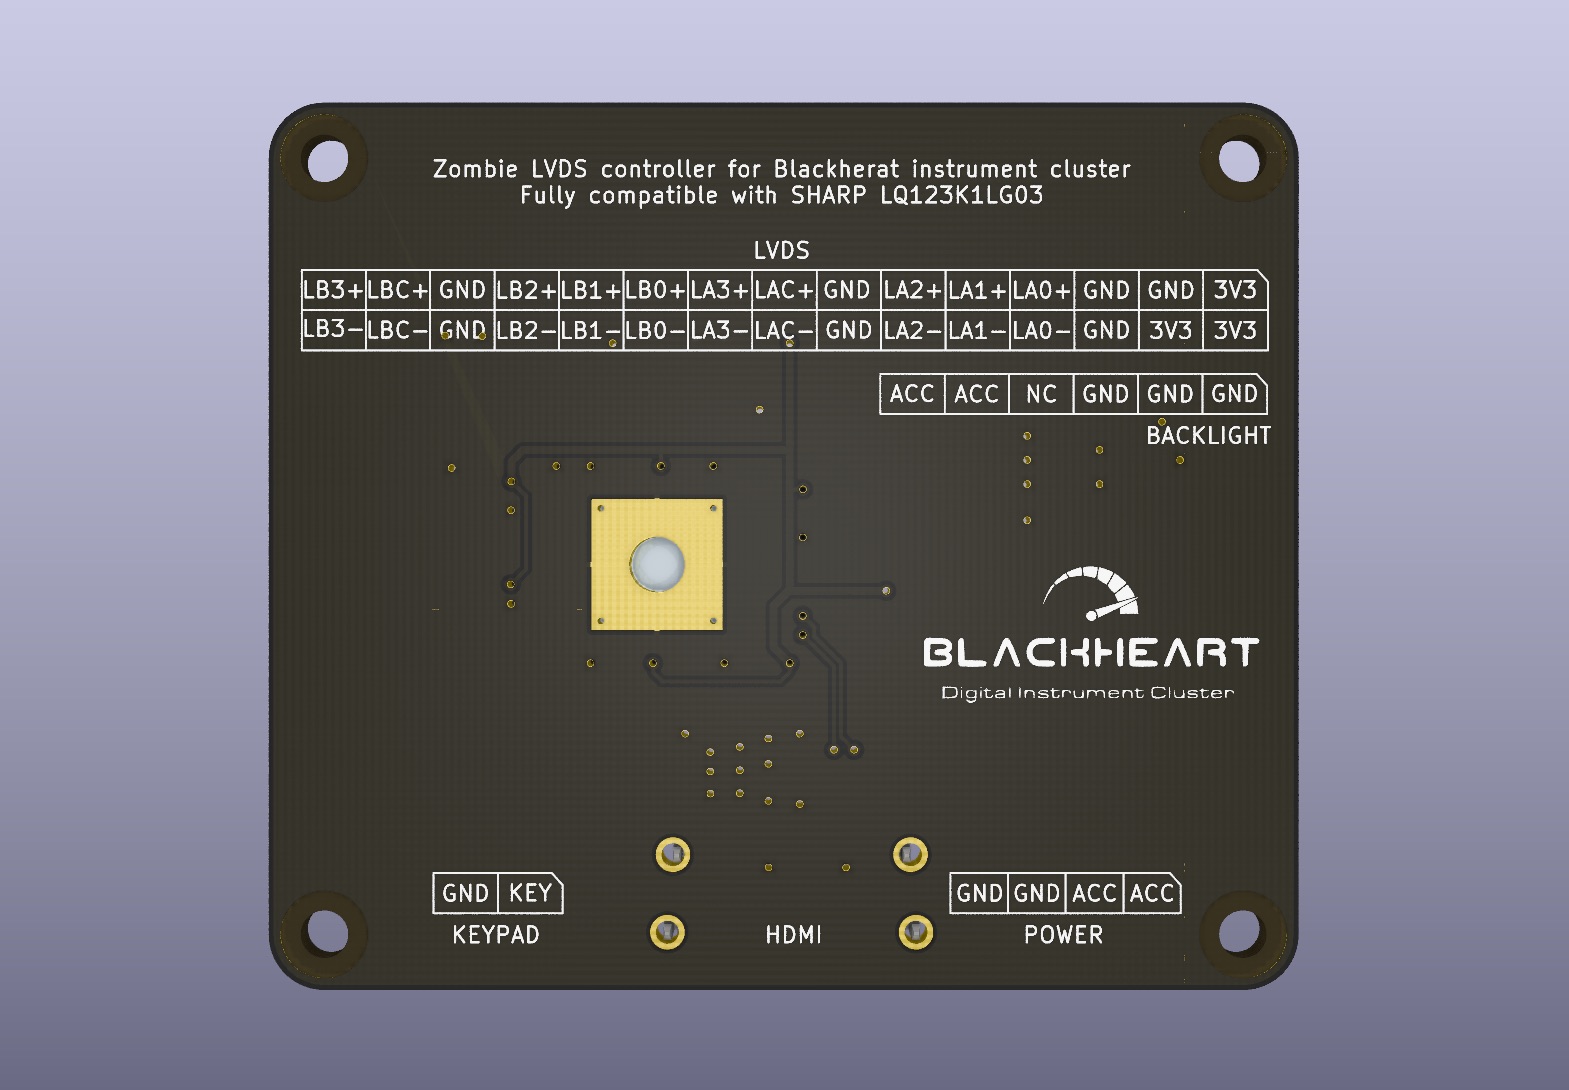 Zombie LVDS controller for Blackherat instrument cluster
Fully compatible with SHARP LQ123K1LG03
LVDS
LB3+ LBC+ GND LB2+ LB1+ LB0+ LA3+ LAC+ GND LA2+ LA1+ LA0+ GND GND 3V3
LB3- LBC- GND LB2- LB1- LB0- LA3- LAC- GND LA2- LA1- LA0- GND 3V3 3V3
ACC ACC NC GND GND GND
BACKLIGHT
BLACKHEART
Digital Instrument Cluster
GND KEY
KEYPAD
HDMI
GND GND ACC ACC
POWER